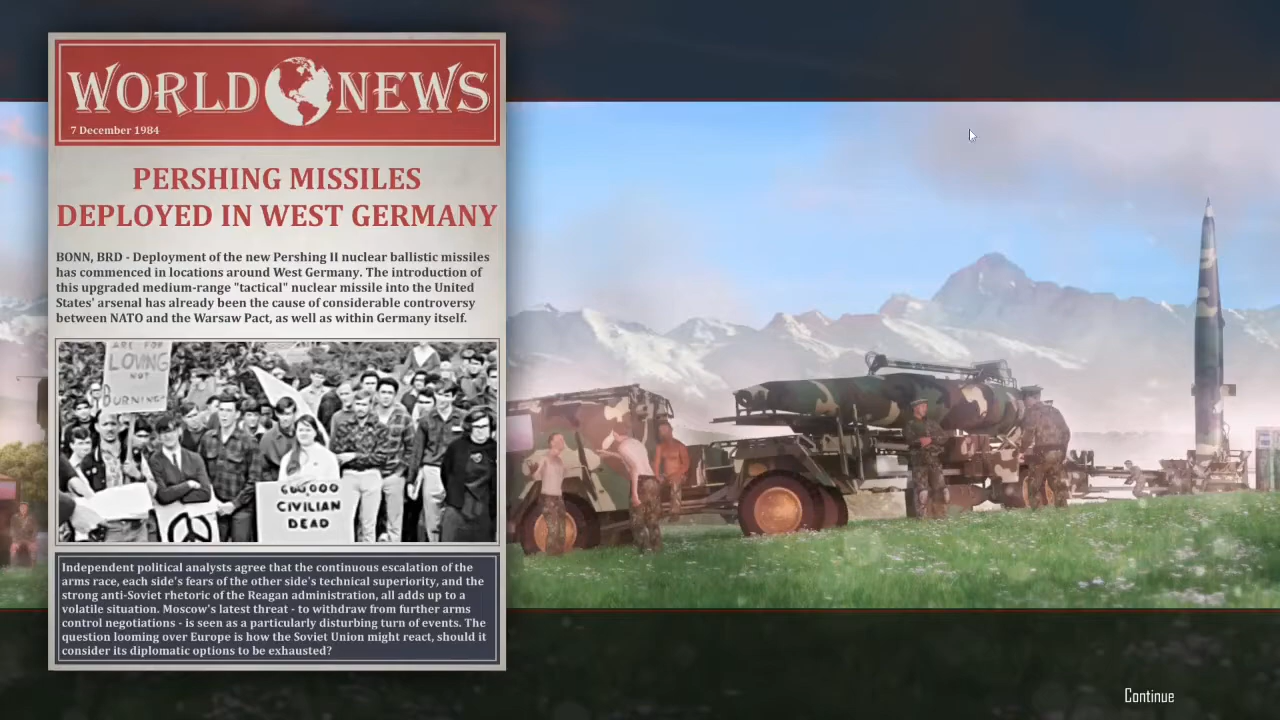 WORLD NEWS
7 December 1984
PERSHING MISSILES
DEPLOYED IN WEST GERMANY
BONN, BRD - Deployment of the new Pershing II nuclear ballistic missiles
has commenced in locations around West Germany. The introduction of
this upgraded medium-range "tactical" nuclear missile into the United
States' arsenal has already been the cause of considerable controversy
between NATO and the Warsaw Pact, as well as within Germany itself.
ARE FOR
LOVING
NOT
BURNING
600,000
CIVILIAN
DEAD
Independent political analysts agree that the continuous escalation of the
arms race, each side's fears of the other side's technical superiority, and the
strong anti-Soviet rhetoric of the Reagan administration, all adds up to a
volatile situation. Moscow's latest threat - to withdraw from further arms
control negotiations - is seen as a particularly disturbing turn of events. The
question looming over Europe is how the Soviet Union might react, should it
consider its diplomatic options to be exhausted?
Continue